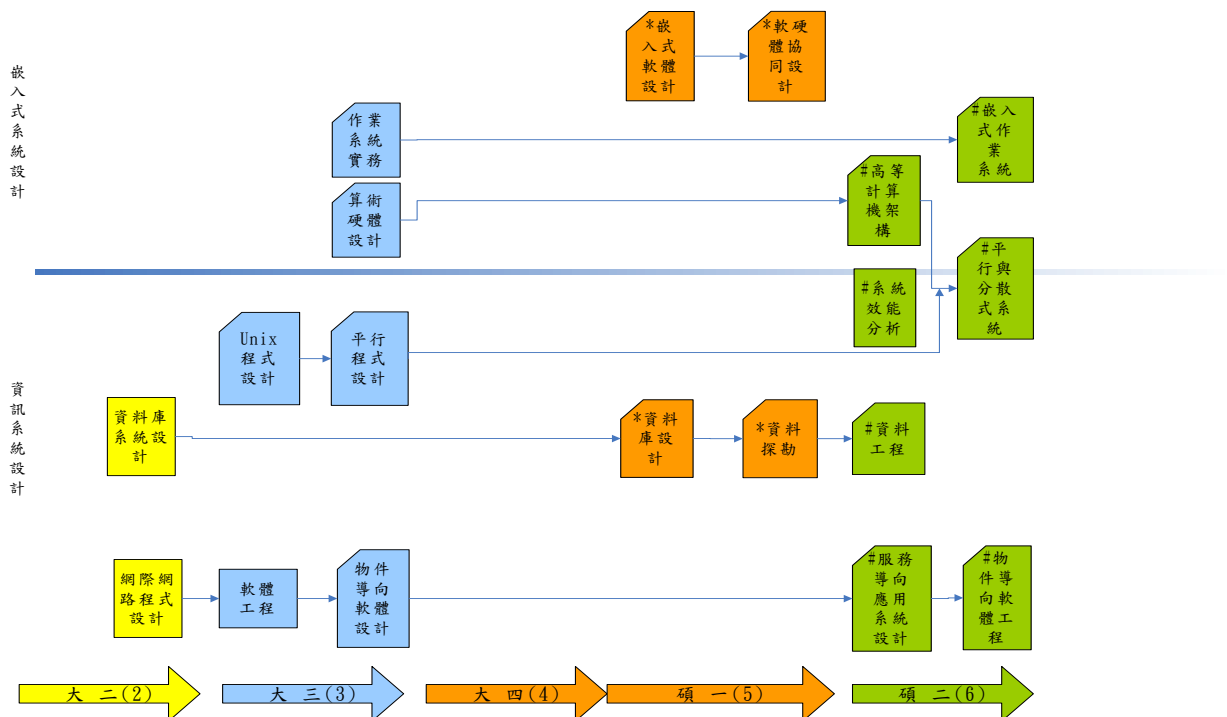 嵌
入
式
系
統
設
計
*嵌
入式
軟體
設計
*軟硬
體協
同設
計
作業
系統
實務
#嵌入
式作
業
系統
算術
硬體
設計
#高等
計算
機架
構
#平
行與
分散
式系
統
#系統
效能
分析
資
訊
系
統
設
計
Unix
程式
設計
平行
程式
設計
資料庫
系統設
計
*資料
庫設
計
*資料
探勘
#資料
工程
網際網
路程式
設計
軟體
工程
物件
導向
軟體
設計
#服務
導向
應用
系統
設計
#物
件導
向軟
體工
程
大 二(2)
大 三(3)
大 四(4)
碩 一(5)
碩 二(6)